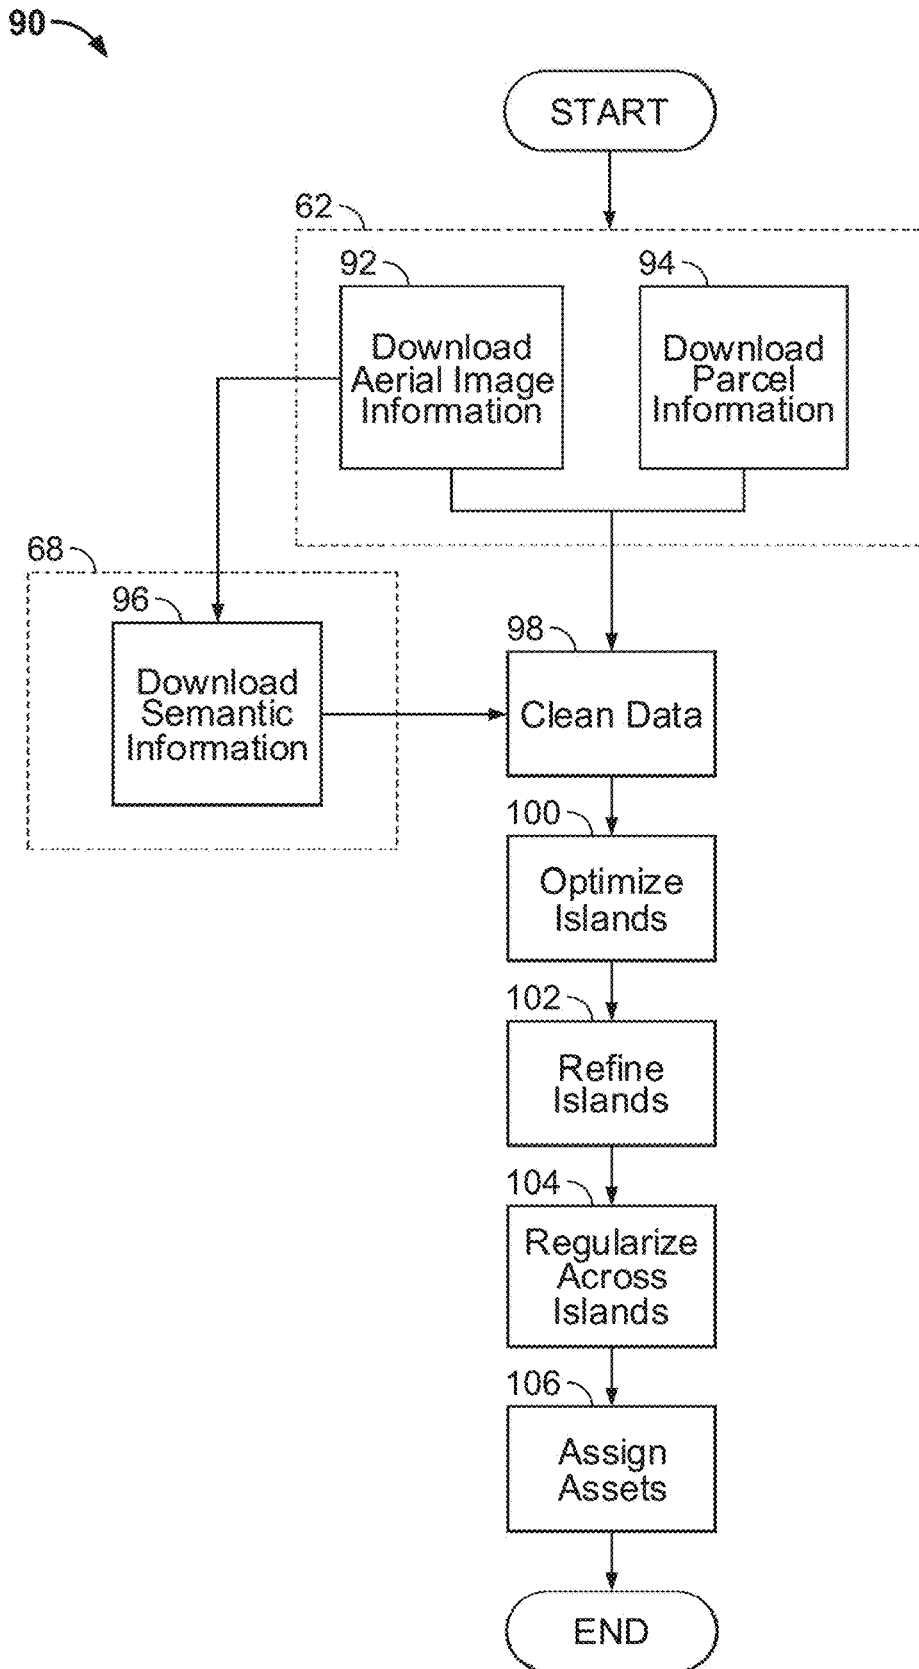 90
START
62
92
94
Download
Aerial Image
Information
Download
Parcel
Information
68
96
Download
Semantic
Information
98
Clean Data
100
Optimize
Islands
102
Refine
Islands
104
Regularize
Across
Islands
106
Assign
Assets
END